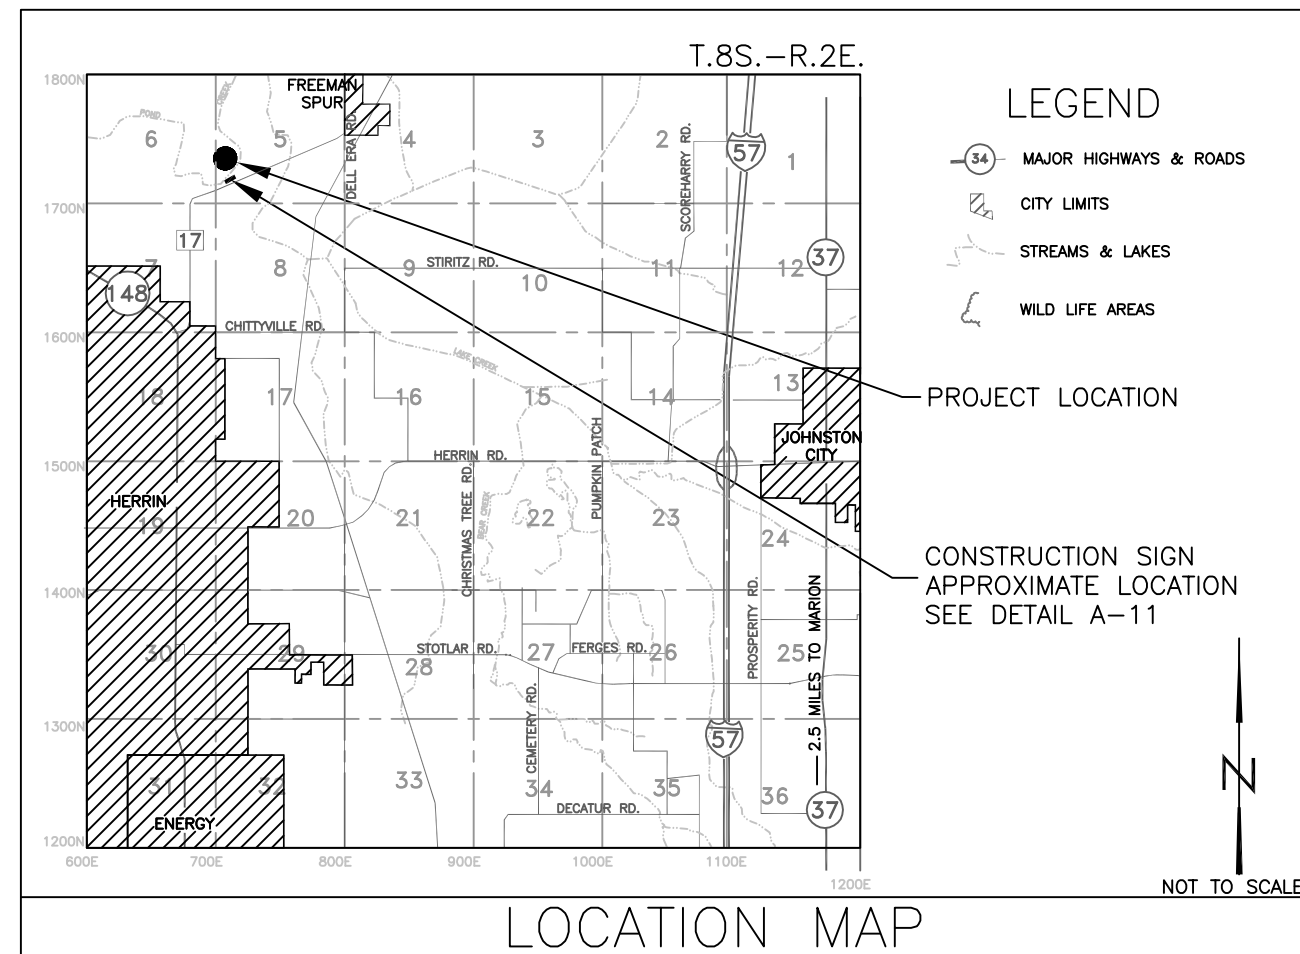 T.8S.-R.2E.
1800N
FREEMAN
SPUR
CREEK
POND
6
5
4
3
2
1
57
DELL ERA RD.
SCOREHARRY RD.
1700N
17
37
7
8
9
STIRITZ RD.
10
11
12
148
1600N
CHITTYVILLE RD.
LAKE CREEK
18
17
16
15
14
13
JOHNSTON
CITY
1500N
HERRIN RD.
CHRISTMAS TREE RD.
PUMPKIN PATCH
HERRIN
BEAR CREEK
19
20
21
22
23
24
1400N
PROSPERITY RD.
2.5 MILES TO MARION
30
29
28
STOTLAR RD.
27
FERGES RD.
26
25
1300N
57
CEMETERY RD.
31
32
33
34
35
36
37
DECATUR RD.
ENERGY
1200N
600E
700E
800E
900E
1000E
1100E
1200E
LEGEND
34 MAJOR HIGHWAYS & ROADS
CITY LIMITS
STREAMS & LAKES
WILD LIFE AREAS
PROJECT LOCATION
CONSTRUCTION SIGN
APPROXIMATE LOCATION
SEE DETAIL A-11
N
NOT TO SCALE
LOCATION MAP